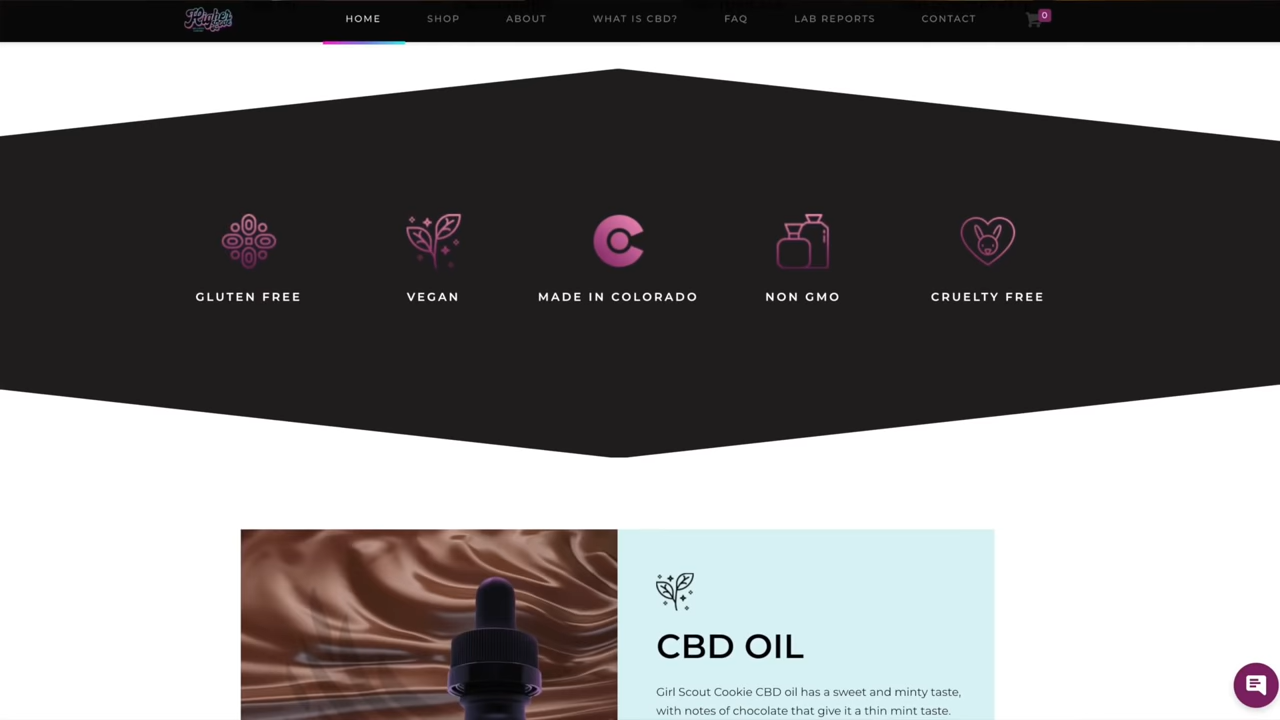 Higher
HOME SHOP ABOUT WHAT IS CBD? FAQ LAB REPORTS CONTACT 0
GLUTEN FREE VEGAN MADE IN COLORADO NON GMO CRUELTY FREE
CBD OIL
Girl Scout Cookie CBD oil has a sweet and minty taste,
with notes of chocolate that give it a thin mint taste.